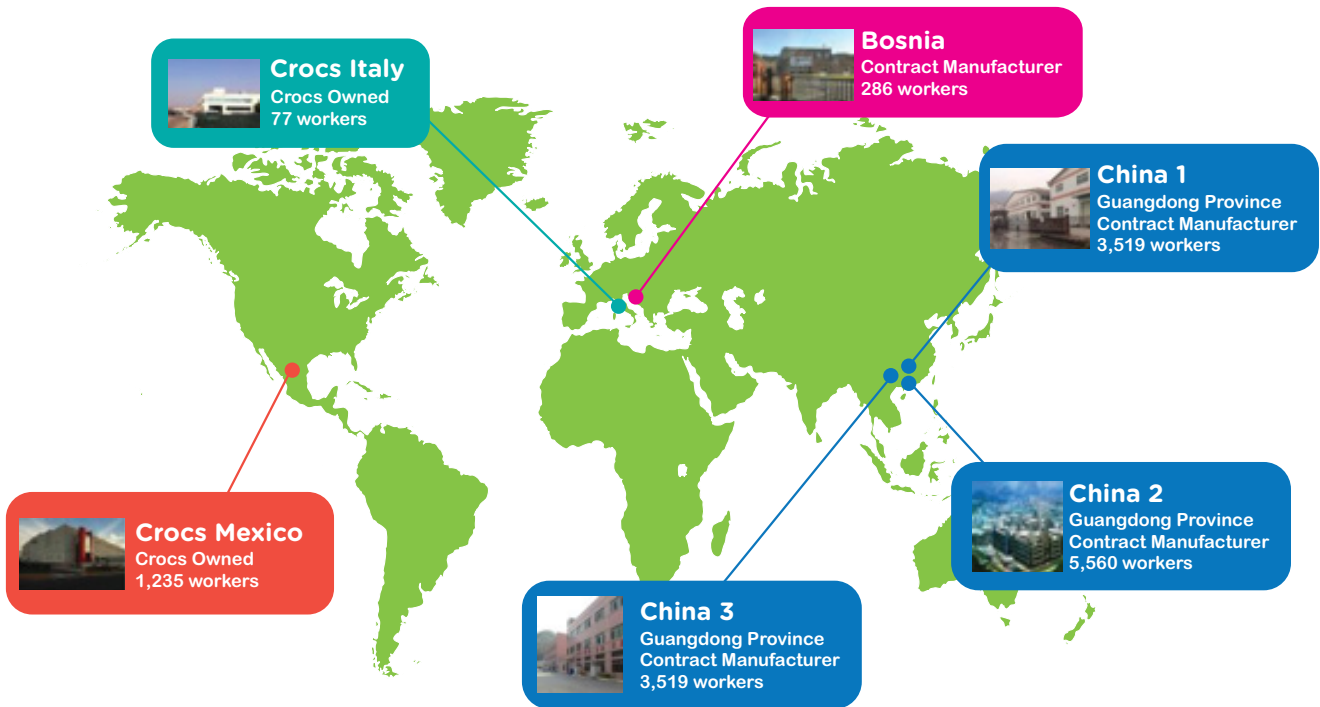 Crocs Italy
Crocs Owned
77 workers
Bosnia
Contract Manufacturer
286 workers
China 1
Guangdong Province
Contract Manufacturer
3,519 workers
Crocs Mexico
Crocs Owned
1,235 workers
China 2
Guangdong Province
Contract Manufacturer
5,560 workers
China 3
Guangdong Province
Contract Manufacturer
3,519 workers